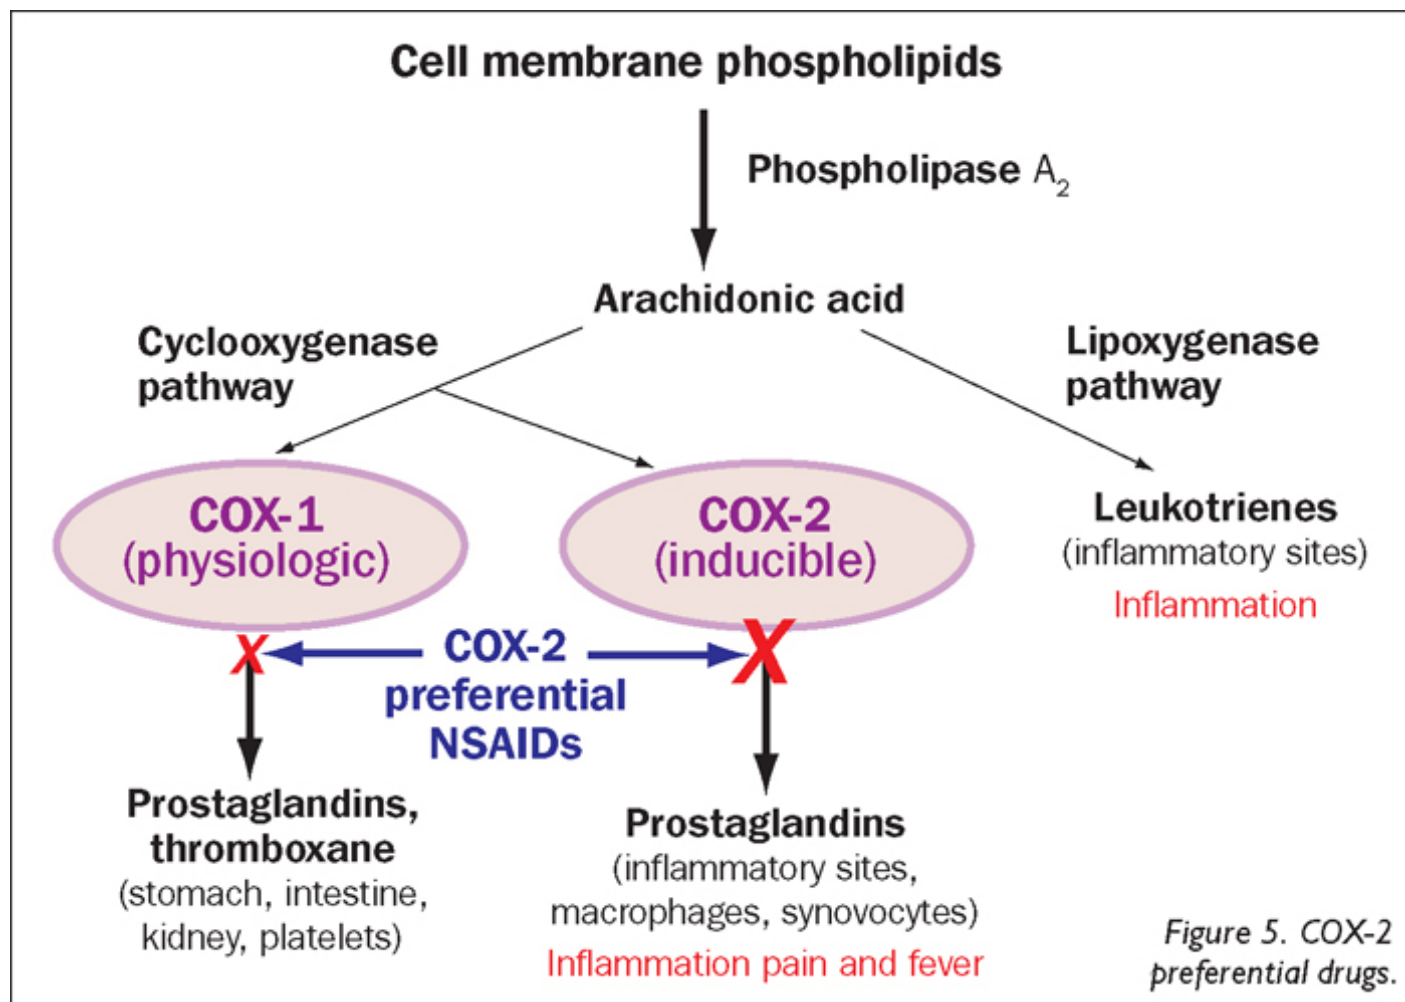 Cell membrane phospholipids
Phospholipase A₂
Arachidonic acid
Cyclooxygenase
pathway
Lipoxygenase
pathway
COX-1
(physiologic)
COX-2
(inducible)
Leukotrienes
(inflammatory sites)
Inflammation
X
COX-2
preferential
NSAIDs
X
Prostaglandins,
thromboxane
(stomach, intestine,
kidney, platelets)
Prostaglandins
(inflammatory sites,
macrophages, synovocytes)
Inflammation pain and fever
Figure 5. COX-2
preferential drugs.